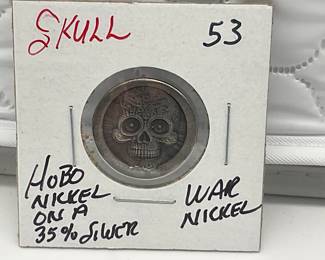 SKULL
53
HOBO
NICKEL
ON A
35% SILVER
WAR
NICKEL